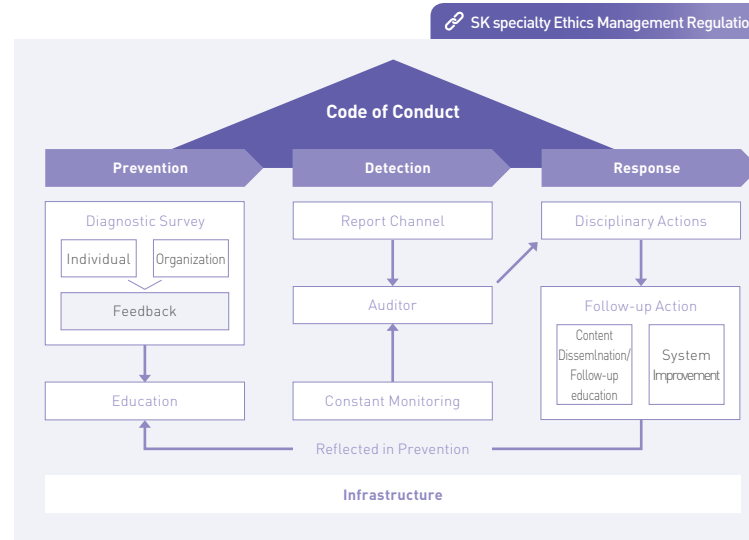 SK specialty Ethics Management Regulatio
Code of Conduct
Prevention
Detection
Response
Diagnostic Survey
Individual
Organization
Feedback
Education
Report Channel
Auditor
Constant Monitoring
Disciplinary Actions
Follow-up Action
Content
Dissemlnation/
Follow-up
education
System
Improvement
Reflected in Prevention
Infrastructure